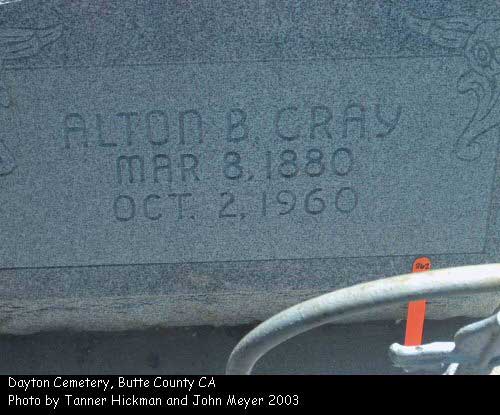 ALTON B. CRAY
MAR 8, 1880
OCT. 2, 1960
Dayton Cemetery, Butte County CA
Photo by Tanner Hickman and John Meyer 2003